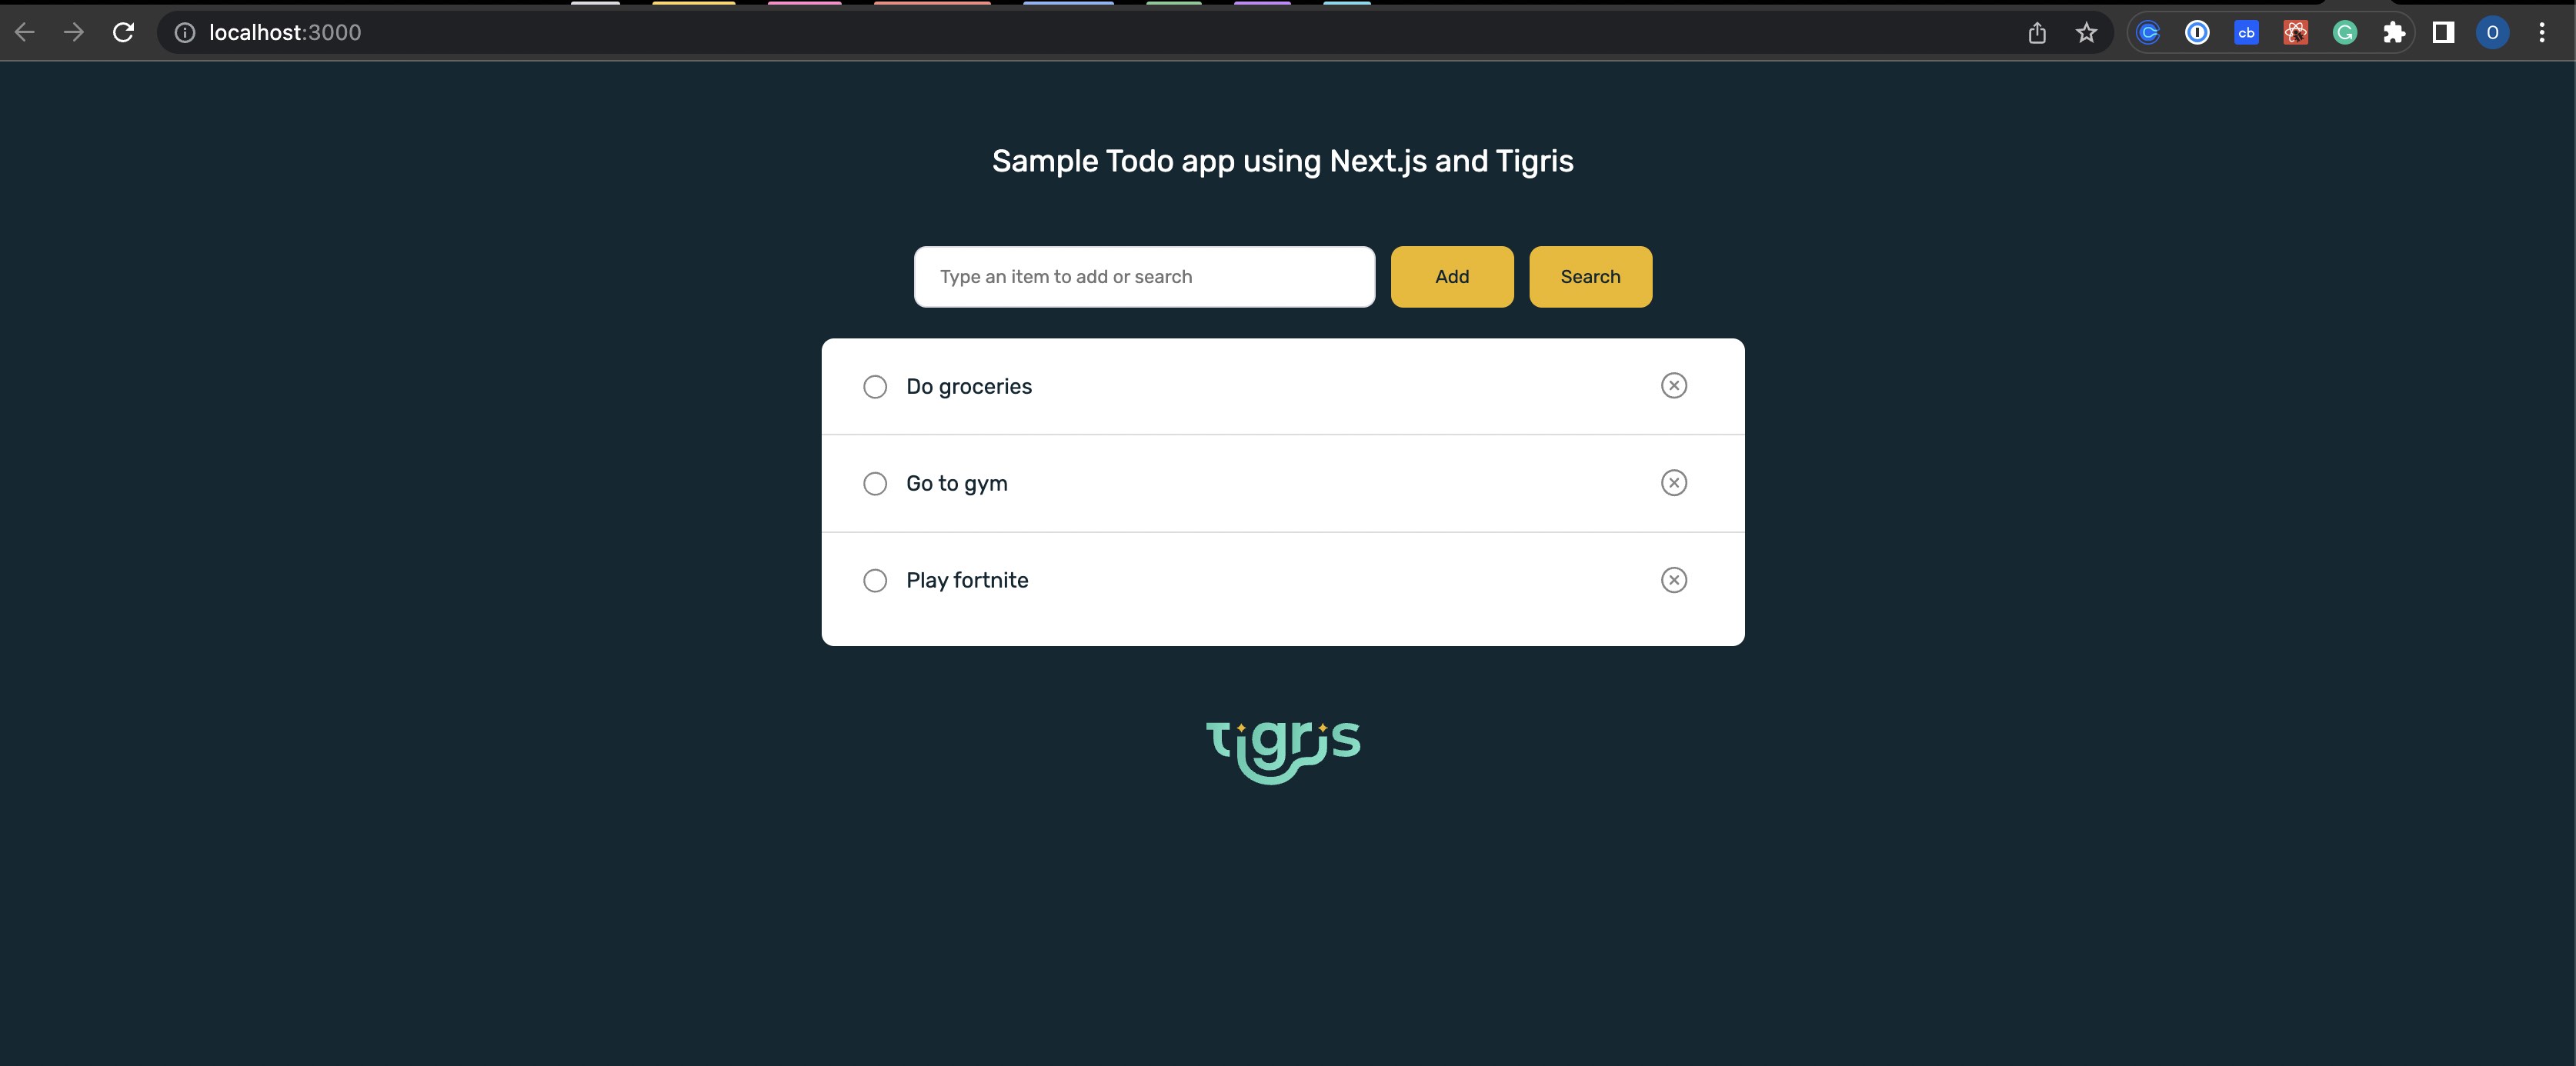 localhost:3000
cb
O
Sample Todo app using Next.js and Tigris
Type an item to add or search
Add
Search
Do groceries
Go to gym
Play fortnite
tigris